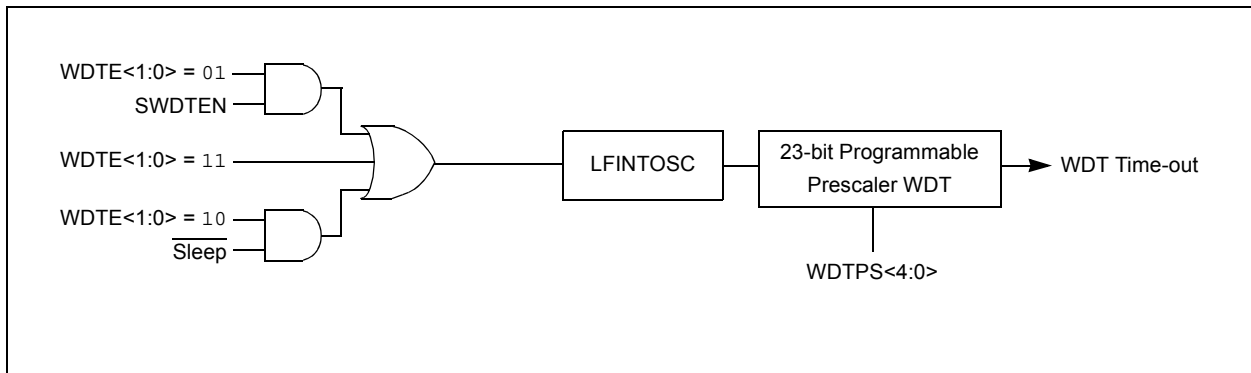 WDTE<1:0> = 01
SWDTEN
WDTE<1:0> = 11
WDTE<1:0> = 10
Sleep
LFINTOSC
23-bit Programmable
Prescaler WDT
WDT Time-out
WDTPS<4:0>